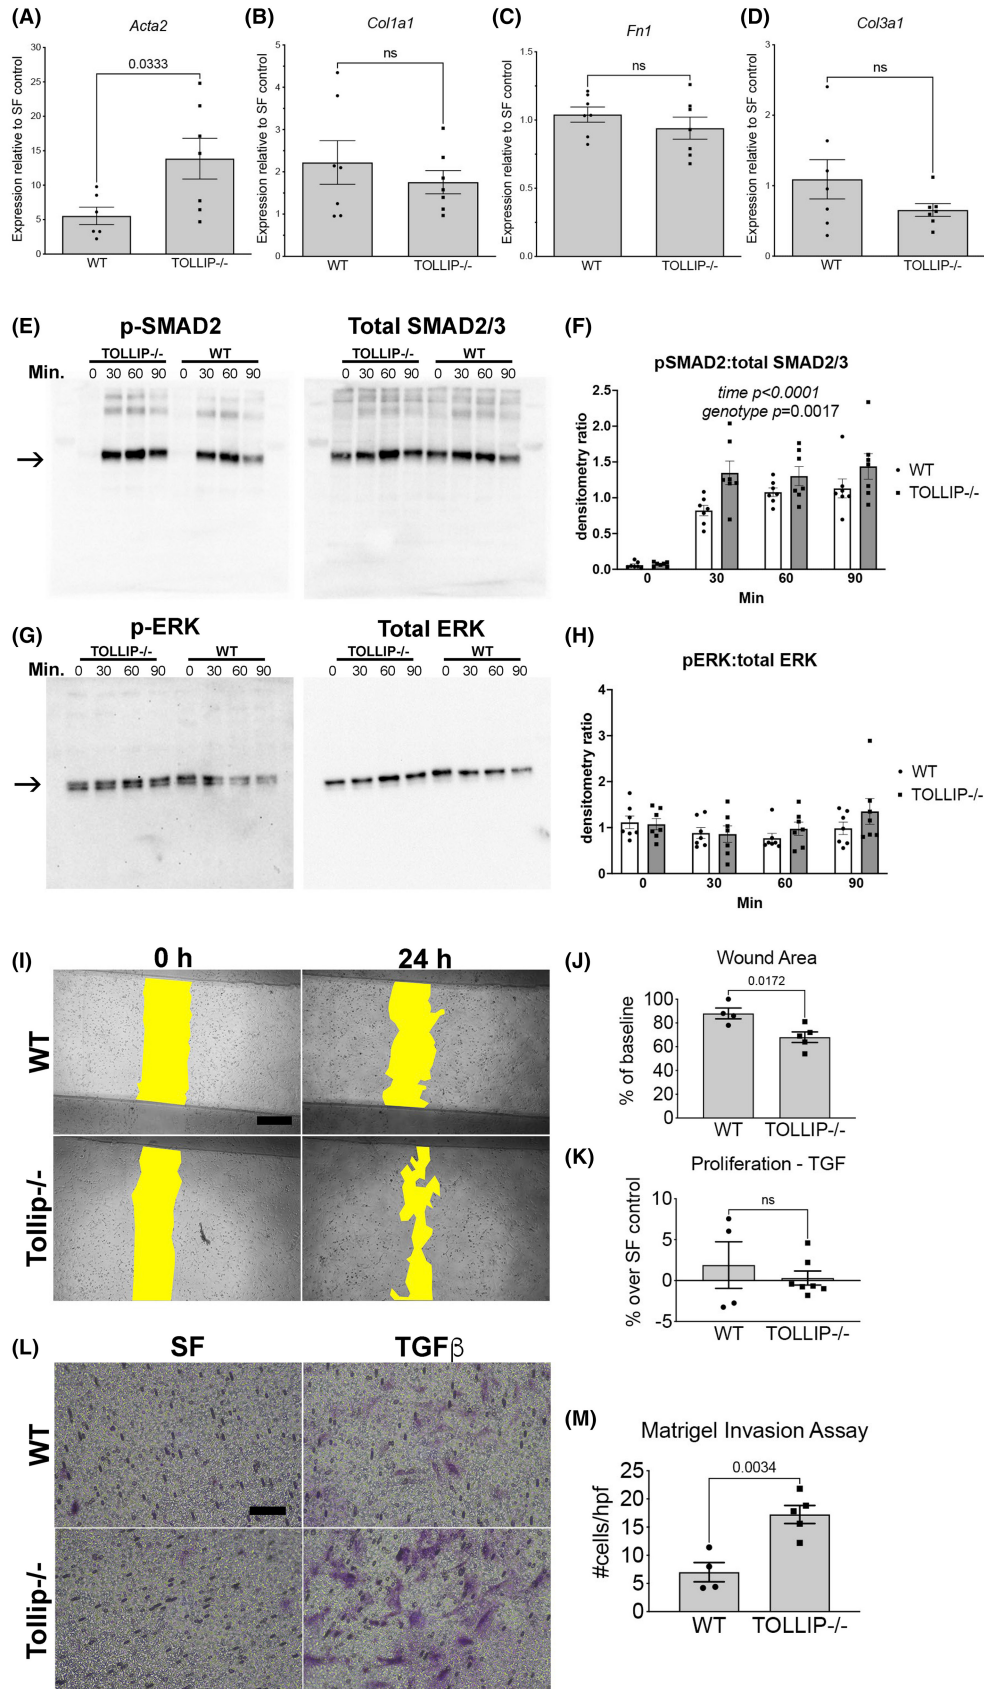 (A)
Acta2
Expression relative to SF control
30
25
20
15
10
5
0
0.0333
WT
TOLLIP-/-
(B)
Col1a1
Expression relative to SF control
5
4
3
2
1
0
ns
WT
TOLLIP-/-
(C)
Fn1
Expression relative to SF control
1.5
1.0
0.5
0.0
ns
WT
TOLLIP-/-
(D)
Col3a1
Expression relative to SF control
3
2
1
0
ns
WT
TOLLIP-/-
(E)
p-SMAD2
Total SMAD2/3
TOLLIP-/-
WT
TOLLIP-/-
WT
Min.
0 30 60 90 0 30 60 90
0 30 60 90 0 30 60 90
→
(F)
pSMAD2:total SMAD2/3
time p<0.0001
genotype p=0.0017
densitometry ratio
2.5
2.0
1.5
1.0
0.5
0.0
0
30
60
90
Min
WT
TOLLIP-/-
(G)
p-ERK
Total ERK
TOLLIP-/-
WT
TOLLIP-/-
WT
Min.
0 30 60 90 0 30 60 90
0 30 60 90 0 30 60 90
→
(H)
pERK:total ERK
densitometry ratio
4
3
2
1
0
0
30
60
90
Min
WT
TOLLIP-/-
(I)
0 h
24 h
WT
Tollip-/-
(J)
Wound Area
0.0172
% of baseline
100
80
60
40
20
0
WT
TOLLIP-/-
(K)
Proliferation - TGF
ns
% over SF control
10
5
0
-5
WT
TOLLIP-/-
(L)
SF
TGFβ
WT
Tollip-/-
(M)
Matrigel Invasion Assay
0.0034
#cells/hpf
25
20
15
10
5
0
WT
TOLLIP-/-